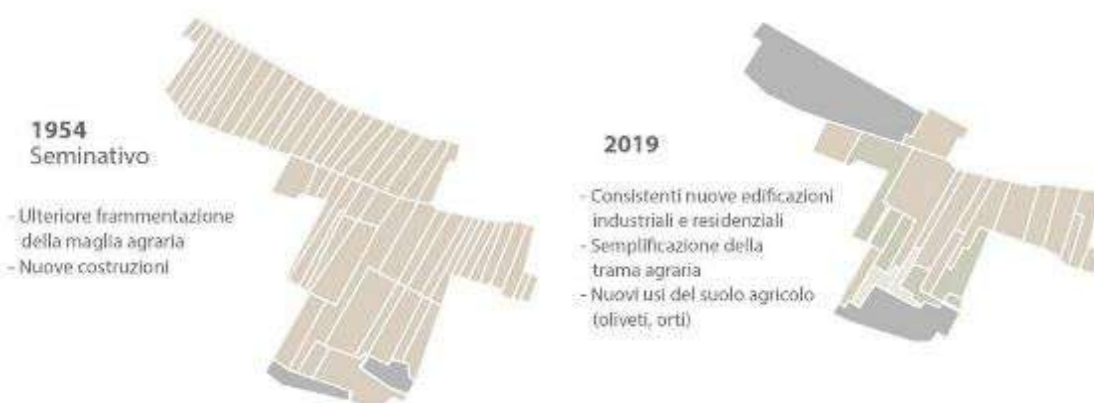 1954
Seminativo
- Ulteriore frammentazione
della maglia agraria
- Nuove costruzioni
2019
- Consistenti nuove edificazioni
industriali e residenziali
- Semplificazione della
trama agraria
- Nuovi usi del suolo agricolo
(oliveti, orti)